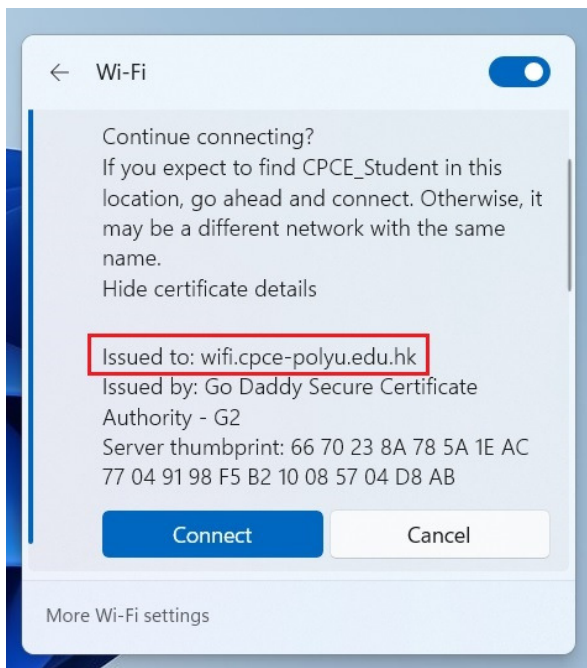 Wi-Fi
Continue connecting?
If you expect to find CPCE_Student in this
location, go ahead and connect. Otherwise, it
may be a different network with the same
name.
Hide certificate details
Issued to: wifi.cpce-polyu.edu.hk
Issued by: Go Daddy Secure Certificate
Authority - G2
Server thumbprint: 66 70 23 8A 78 5A 1E AC
77 04 91 98 F5 B2 10 08 57 04 D8 AB
Connect Cancel
More Wi-Fi settings